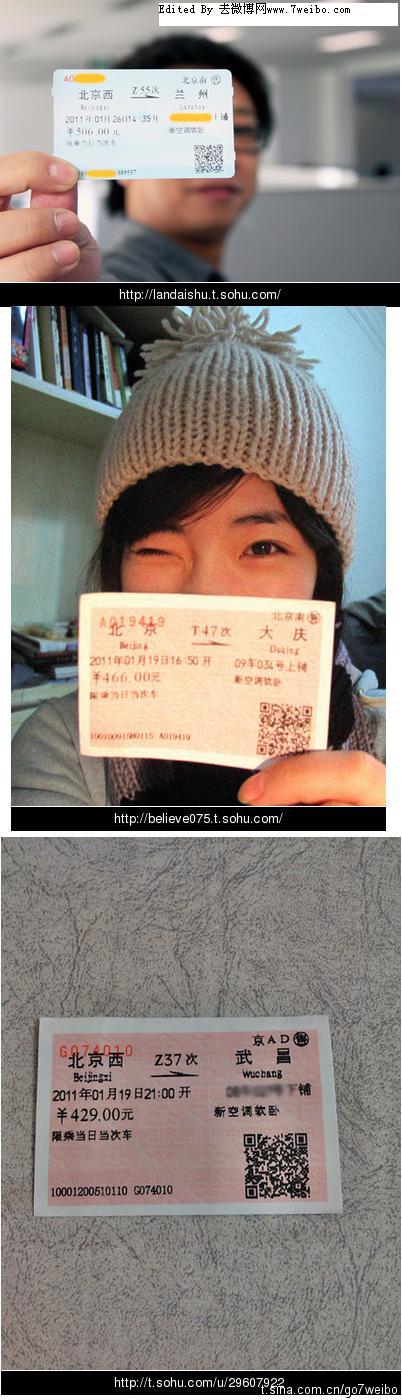 Edited By 去微博网www.7weibo.com
A0
北京南 售
北京西 Z55次 兰州
Beijingxi Lanzhou
2011年01月26日14:35开 上铺
￥506.00元 新空调软卧
限乘当日当次车
009557
http://landaishu.t.sohu.com/
A019419
北京南 售
北京 T47次 大庆
Beijing Daqing
2011年01月19日16:50开 09车034号上铺
￥466.00元 新空调软卧
限乘当日当次车
10010091580115 A019419
http://believe075.t.sohu.com/
G074010
京AD 售
北京西 Z37次 武昌
Beijingxi Wuchang
2011年01月19日21:00开 铺
￥429.00元 新空调软卧
限乘当日当次车
10001200510110 G074010
http://t.sohu.com/u/29607922
t.sina.com.cn/go7weibo